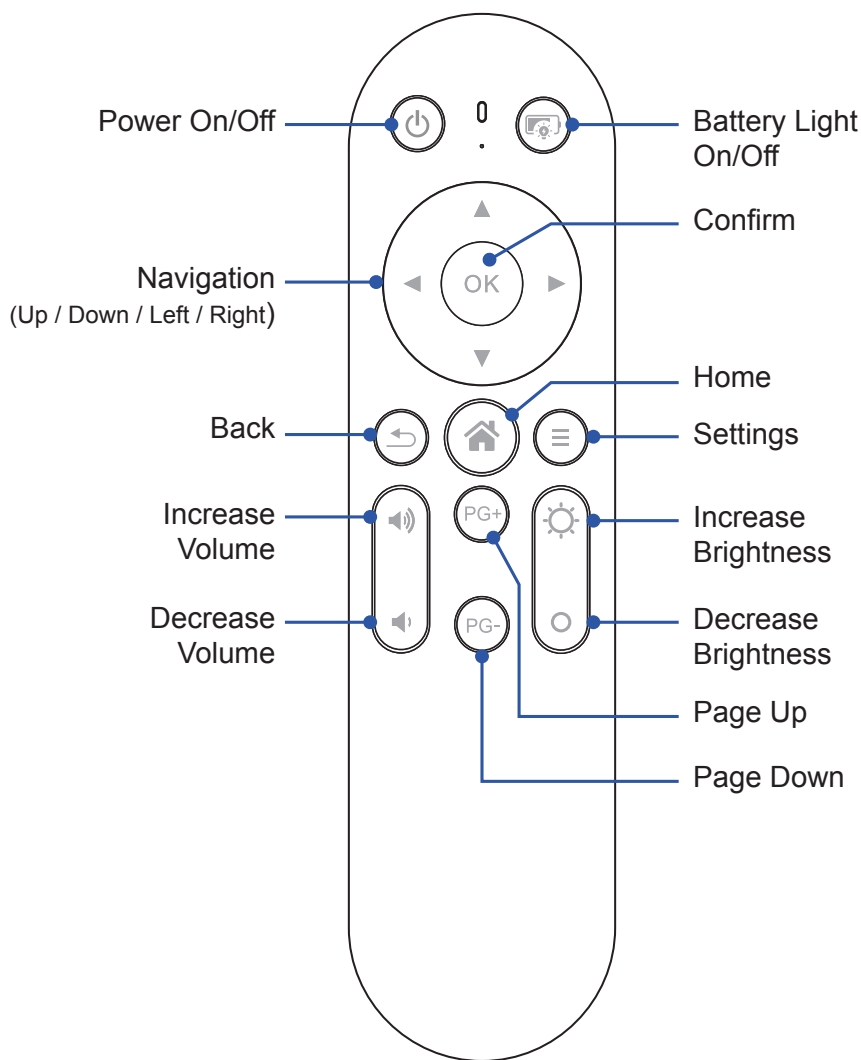 Power On/Off
Battery Light
On/Off
Confirm
OK
Navigation
(Up / Down / Left / Right)
Home
Back
Settings
Increase
Volume
PG+
Increase
Brightness
Decrease
Volume
PG-
Decrease
Brightness
Page Up
Page Down